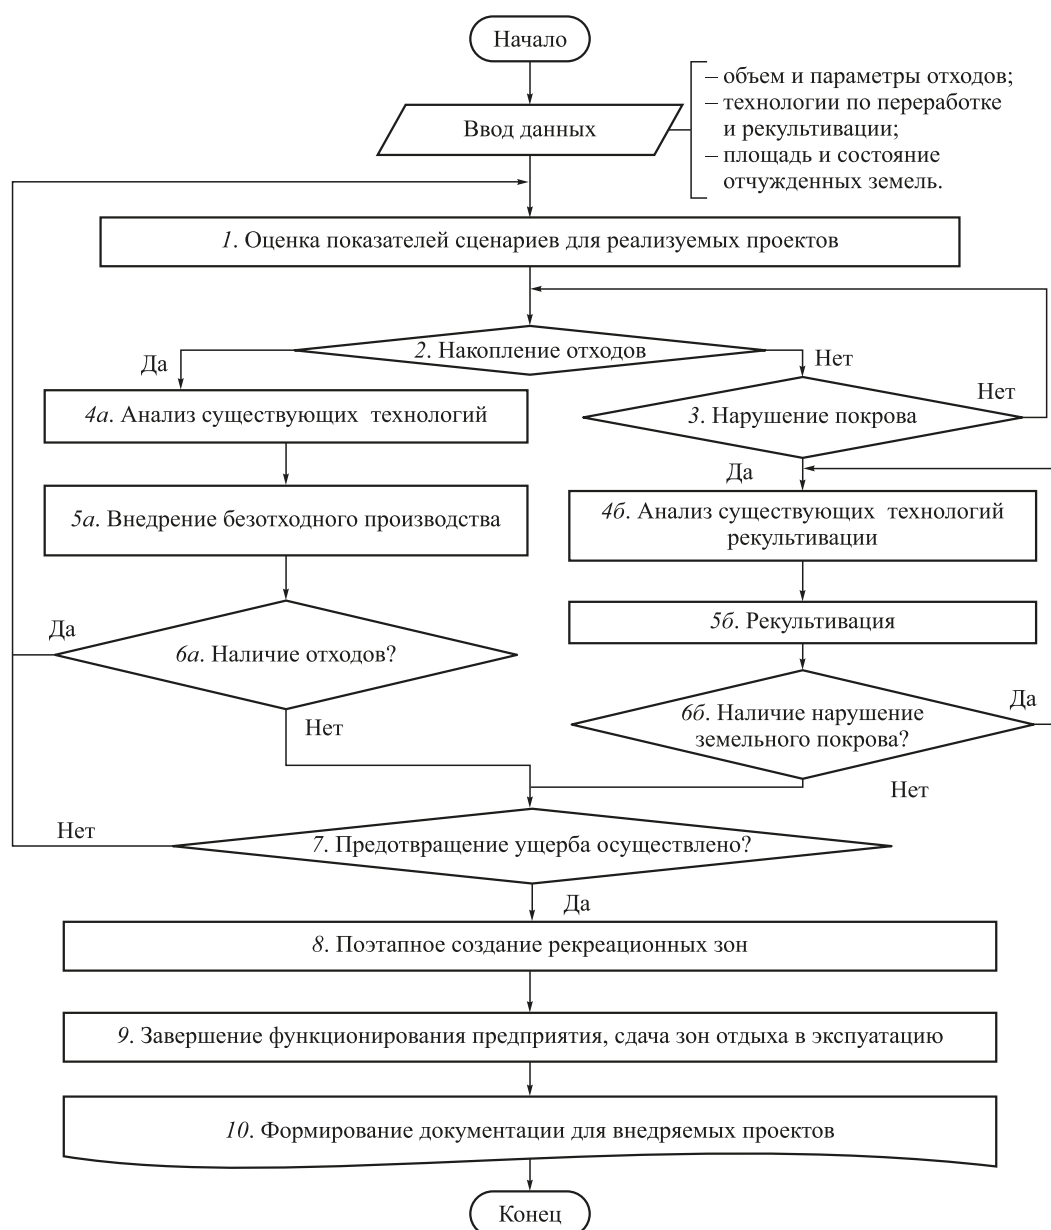 Начало
Ввод данных
– объем и параметры отходов;
– технологии по переработке
и рекультивации;
– площадь и состояние
отчужденных земель.
1. Оценка показателей сценариев для реализуемых проектов
2. Накопление отходов
Да
Нет
3. Нарушение покрова
Нет
Да
4а. Анализ существующих технологий
5а. Внедрение безотходного производства
4б. Анализ существующих технологий
рекультивации
5б. Рекультивация
Да
6а. Наличие отходов?
Нет
6б. Наличие нарушение
земельного покрова?
Да
Нет
7. Предотвращение ущерба осуществлено?
Нет
Да
8. Поэтапное создание рекреационных зон
9. Завершение функционирования предприятия, сдача зон отдыха в экспуатацию
10. Формирование документации для внедряемых проектов
Конец